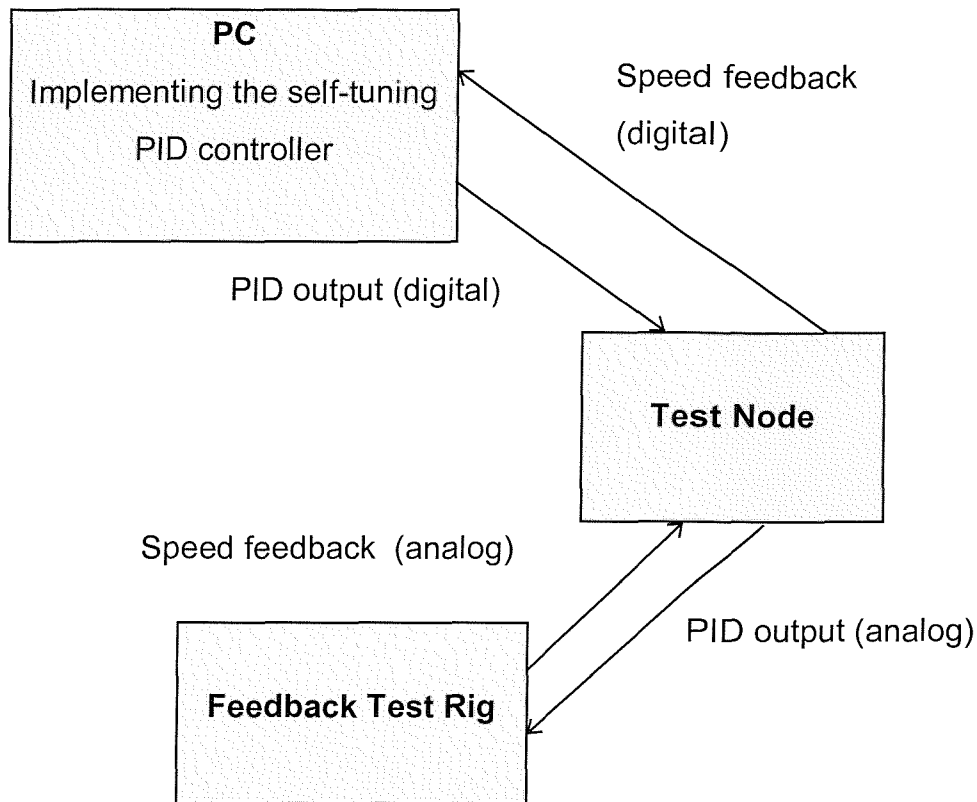 PC
Implementing the self-tuning
PID controller
Speed feedback
(digital)
PID output (digital)
Test Node
Speed feedback (analog)
PID output (analog)
Feedback Test Rig